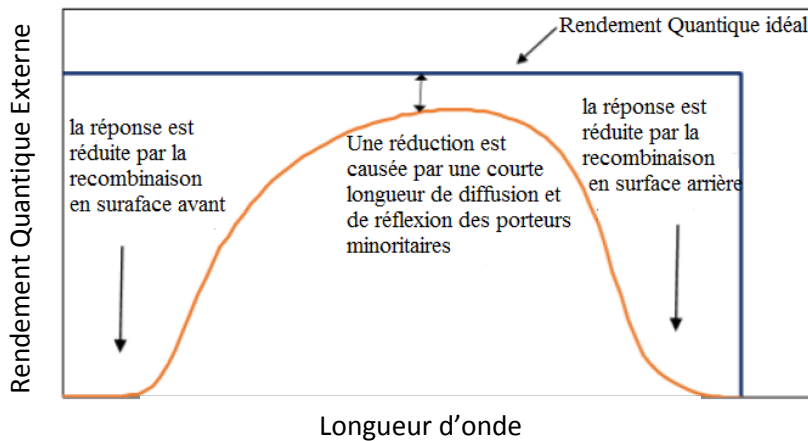 Rendement Quantique Externe
Rendement Quantique idéal
la réponse est
réduite par la
recombinaison
en suraface avant
Une réduction est
causée par une courte
longueur de diffusion et
de réflexion des porteurs
minoritaires
la réponse est
réduite par la
recombinaison
en surface arrière
Longueur d’onde